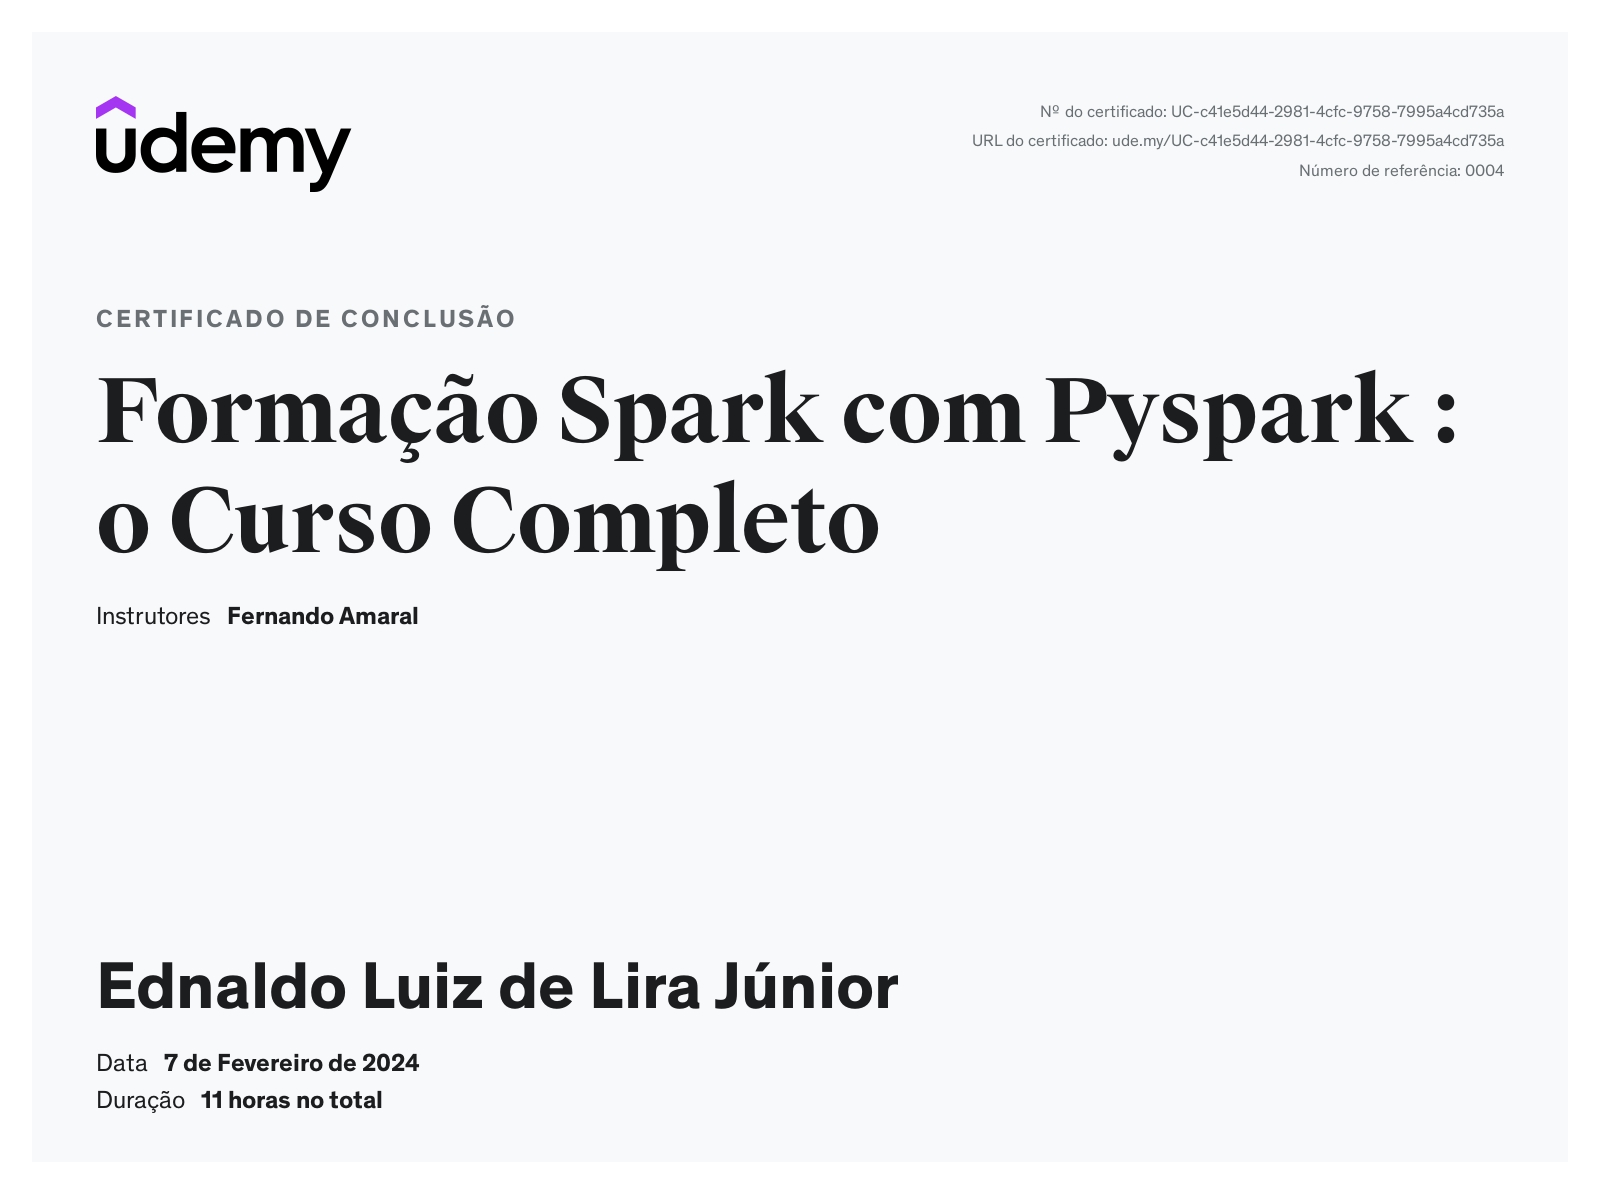 udemy
Nº do certificado: UC-c41e5d44-2981-4cfc-9758-7995a4cd735a
URL do certificado: ude.my/UC-c41e5d44-2981-4cfc-9758-7995a4cd735a
Número de referência: 0004
CERTIFICADO DE CONCLUSÃO
Formação Spark com Pyspark :
o Curso Completo
Instrutores Fernando Amaral
Ednaldo Luiz de Lira Júnior
Data 7 de Fevereiro de 2024
Duração 11 horas no total